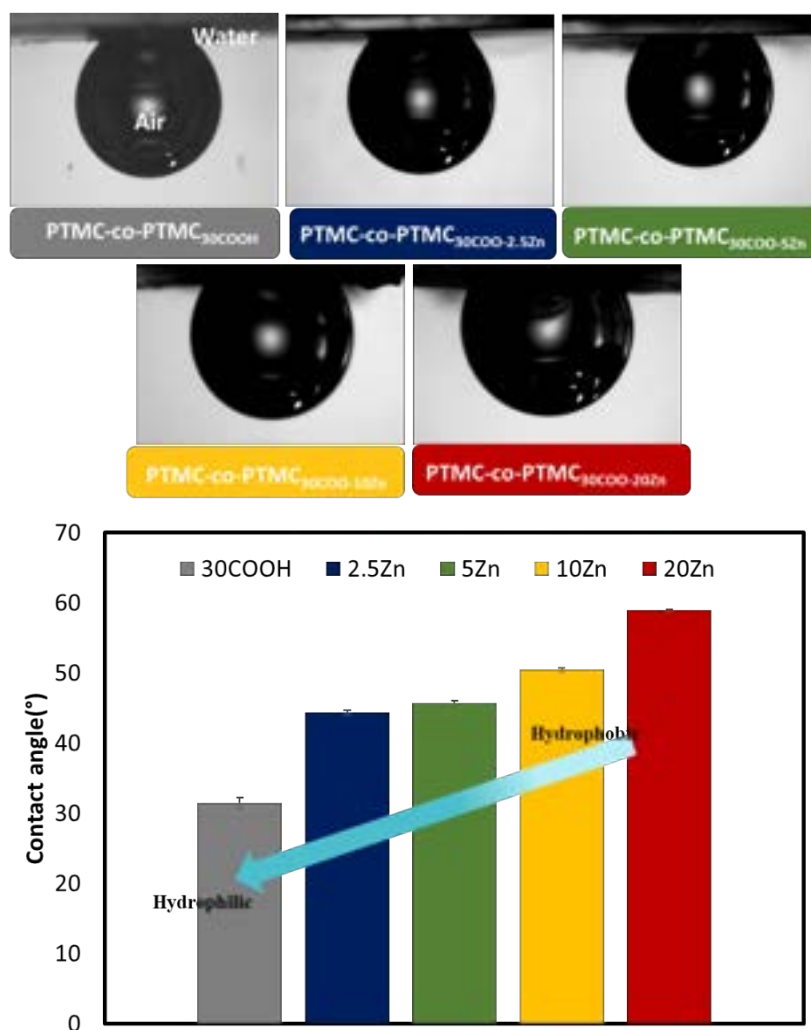 Water
Air
PTMC-co-PTMC30COOH
PTMC-co-PTMC30COO-2.5Zn
PTMC-co-PTMC30COO-5Zn
PTMC-co-PTMC30COO-10Zn
PTMC-co-PTMC30COO-20Zn
70
30COOH 2.5Zn 5Zn 10Zn 20Zn
60
50
Hydrophobic
40
Contact angle(°)
30
20
Hydrophilic
10
0